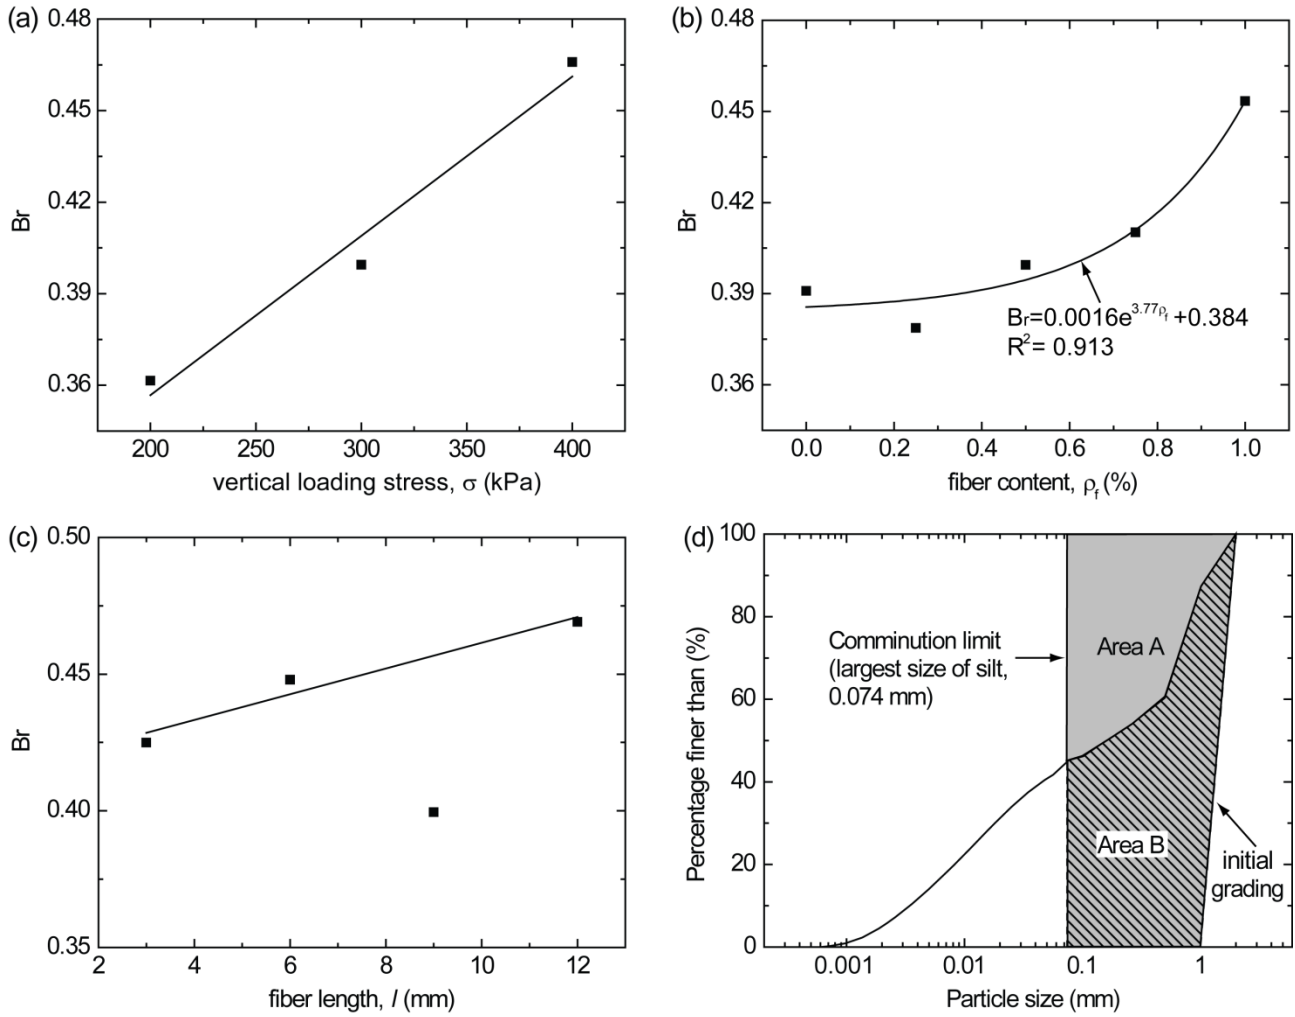 (a)
0.48
0.45
0.42
0.39
0.36
Br
200
250
300
350
400
vertical loading stress, σ (kPa)
(b)
0.48
0.45
0.42
0.39
0.36
Br
Br=0.0016e^3.77ρf +0.384
R²= 0.913
0.0
0.2
0.4
0.6
0.8
1.0
fiber content, ρf (%)
(c)
0.50
0.45
0.40
0.35
Br
2
4
6
8
10
12
fiber length, l (mm)
(d)
100
80
60
40
20
0
Percentage finer than (%)
Comminution limit
(largest size of silt,
0.074 mm)
Area A
Area B
initial
grading
0.001
0.01
0.1
1
Particle size (mm)